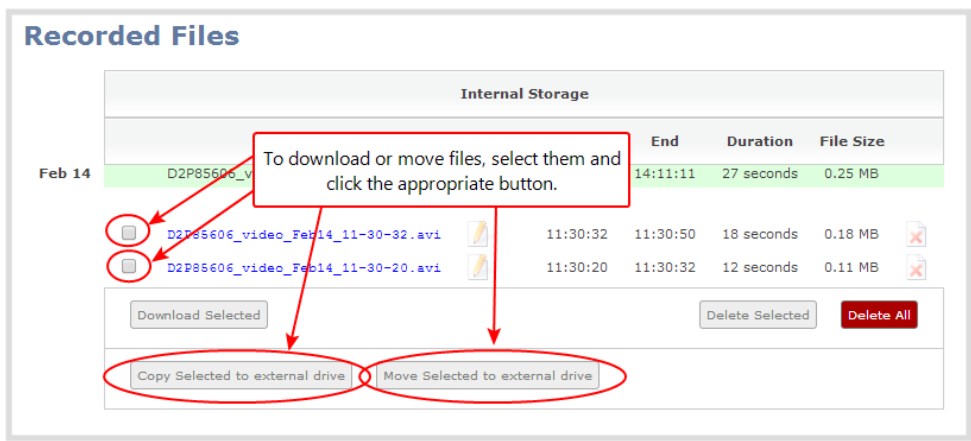 Recorded Files
Internal Storage
End Duration File Size
To download or move files, select them and
click the appropriate button.
Feb 14 D2P85606_v 14:11:11 27 seconds 0.25 MB
D2P85606_video_Feb14_11-30-32.avi 11:30:32 11:30:50 18 seconds 0.18 MB
D2P85606_video_Feb14_11-30-20.avi 11:30:20 11:30:32 12 seconds 0.11 MB
Download Selected Delete Selected Delete All
Copy Selected to external drive Move Selected to external drive